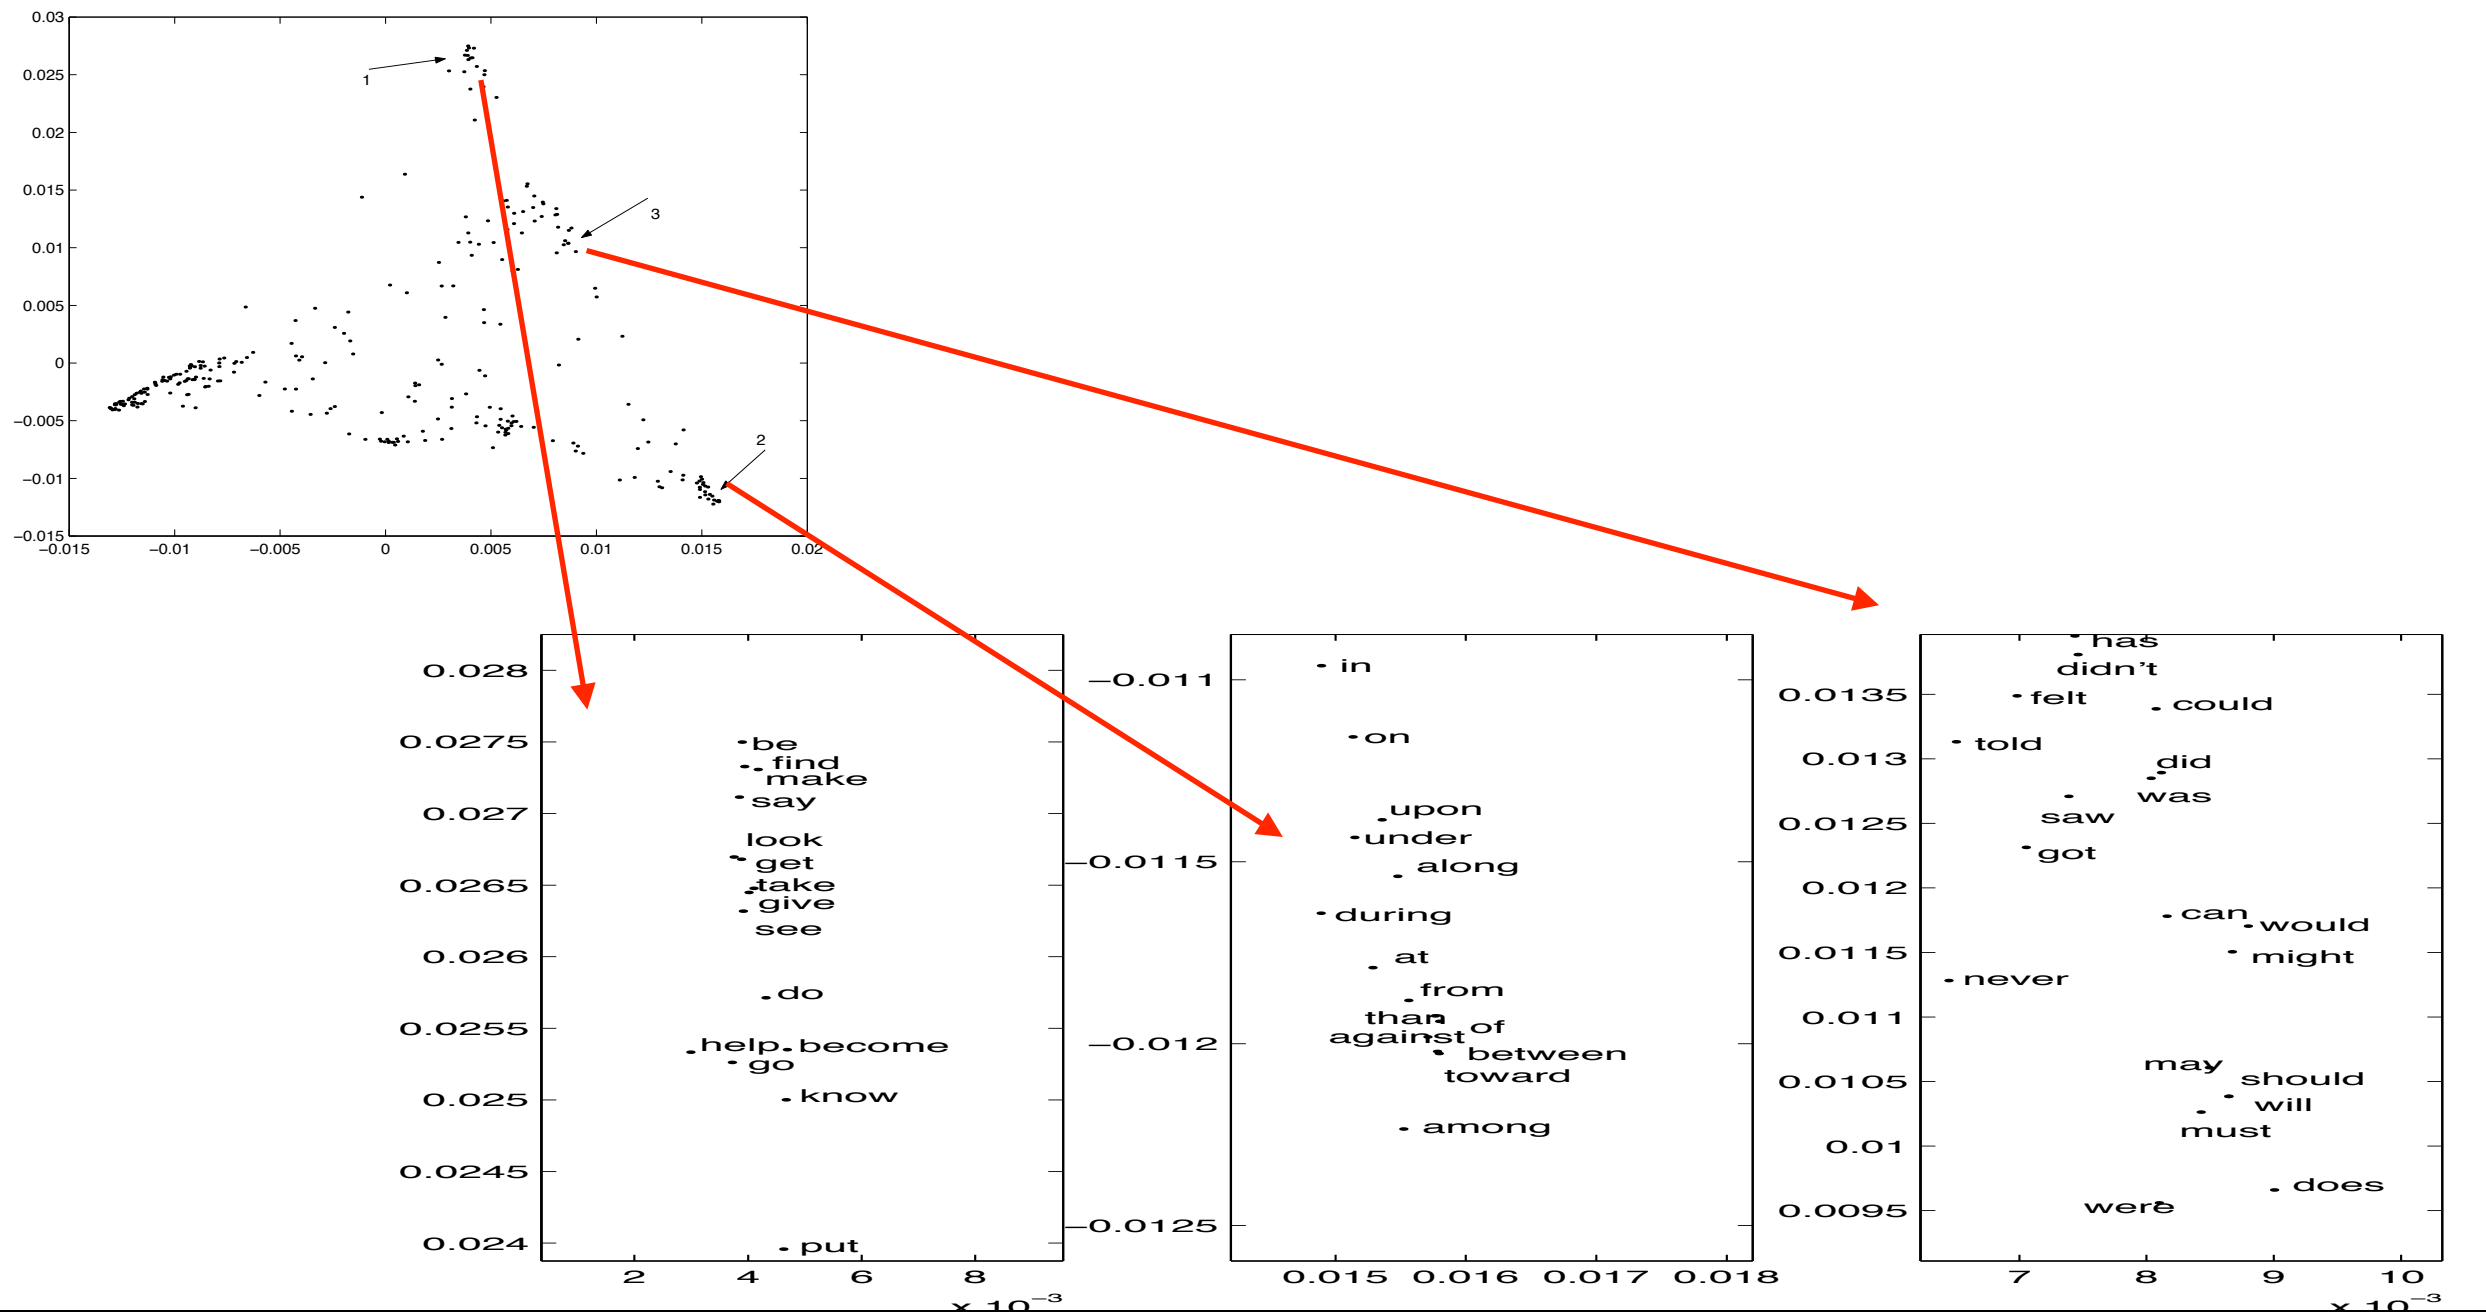 0.03
0.025
0.02
0.015
0.01
0.005
0
−0.005
−0.01
−0.015
−0.015 −0.01 −0.005 0 0.005 0.01 0.015 0.02
1
3
2
0.028
0.0275
0.027
0.0265
0.026
0.0255
0.025
0.0245
0.024
be
find
make
say
look
get
take
give
see
do
help become
go
know
put
2 4 6 8
x 10−3
−0.011
−0.0115
−0.012
−0.0125
in
on
upon
under
along
during
at
from
than
of
against
between
toward
among
0.015 0.016 0.017 0.018
0.0135
0.013
0.0125
0.012
0.0115
0.011
0.0105
0.01
0.0095
has
didn't
felt
could
told
did
was
saw
got
can
would
might
never
may
should
will
must
does
were
7 8 9 10
x 10−3